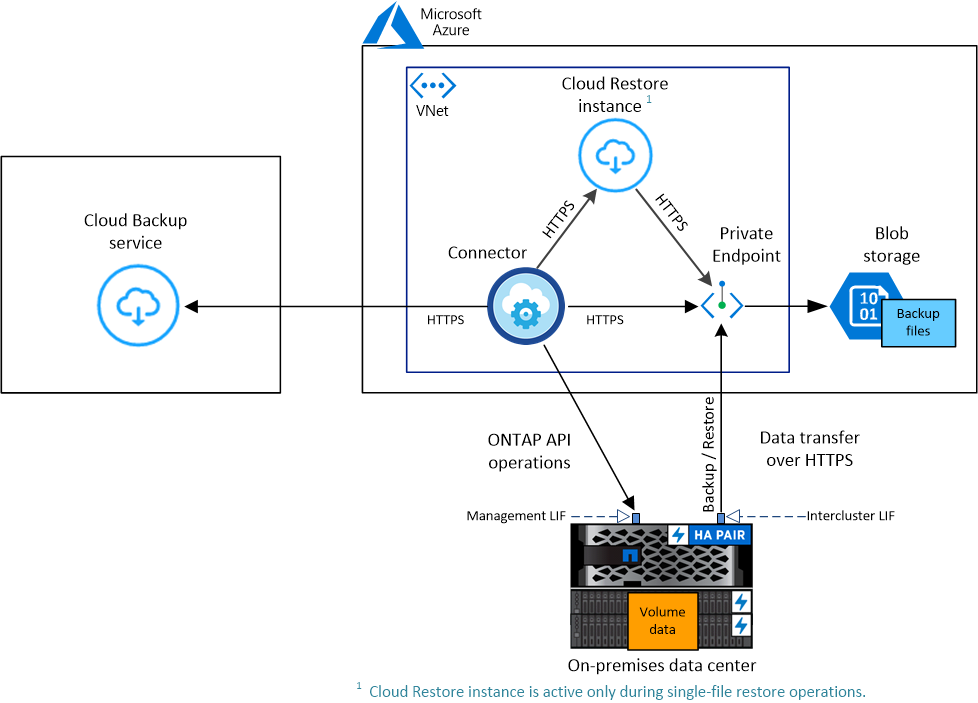 Microsoft
Azure
VNet
Cloud Restore
instance 1
HTTPS
HTTPS
Cloud Backup
service
Connector
Private
Endpoint
Blob
storage
10
01
Backup
files
HTTPS
HTTPS
ONTAP API
operations
Backup / Restore
Data transfer
over HTTPS
Management LIF
Intercluster LIF
HA PAIR
Volume
data
On-premises data center
1 Cloud Restore instance is active only during single-file restore operations.